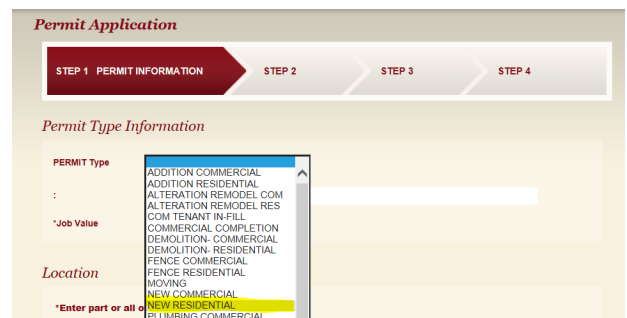 Permit Application
STEP 1 PERMIT INFORMATION STEP 2 STEP 3 STEP 4
Permit Type Information
PERMIT Type
ADDITION COMMERCIAL
ADDITION RESIDENTIAL
:
ALTERATION REMODEL COM
ALTERATION REMODEL RES
COM TENANT IN-FILL
*Job Value
COMMERCIAL COMPLETION
DEMOLITION- COMMERCIAL
DEMOLITION- RESIDENTIAL
FENCE COMMERCIAL
Location
FENCE RESIDENTIAL
MOVING
NEW COMMERCIAL
*Enter part or all o
NEW RESIDENTIAL
PLUMBING COMMERCIAL